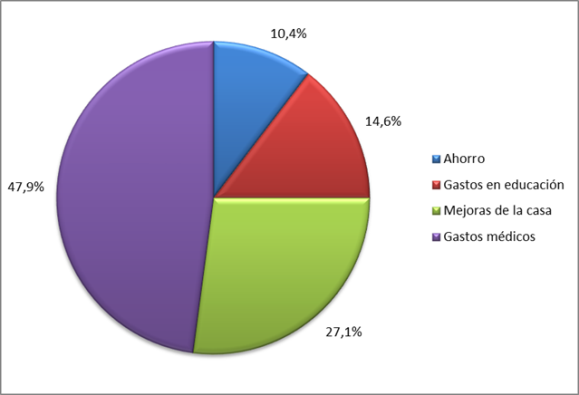 10,4%
14,6%
27,1%
47,9%
Ahorro
Gastos en educación
Mejoras de la casa
Gastos médicos